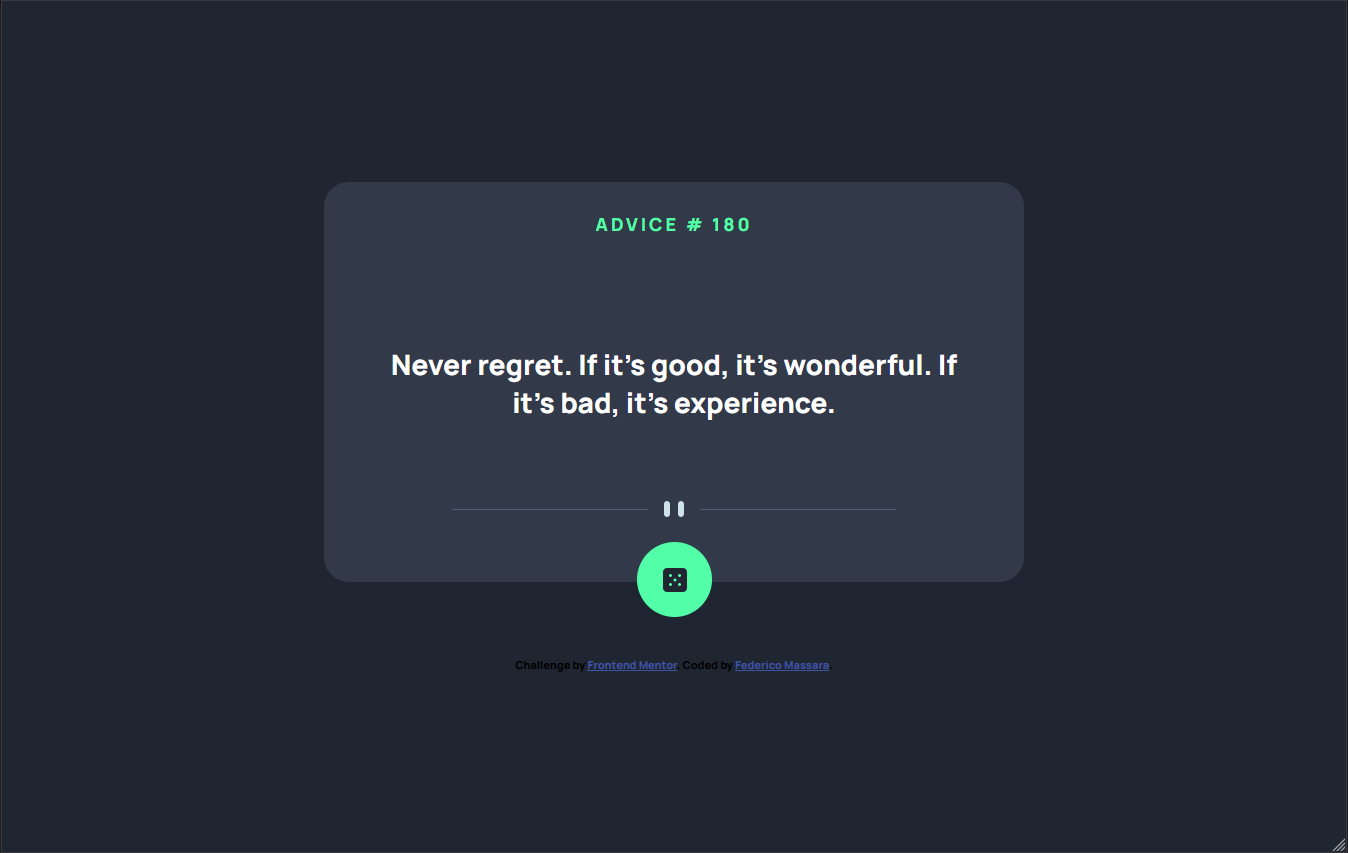 ADVICE # 180
Never regret. If it's good, it's wonderful. If
it's bad, it's experience.
Challenge by Frontend Mentor. Coded by Federico Massara.